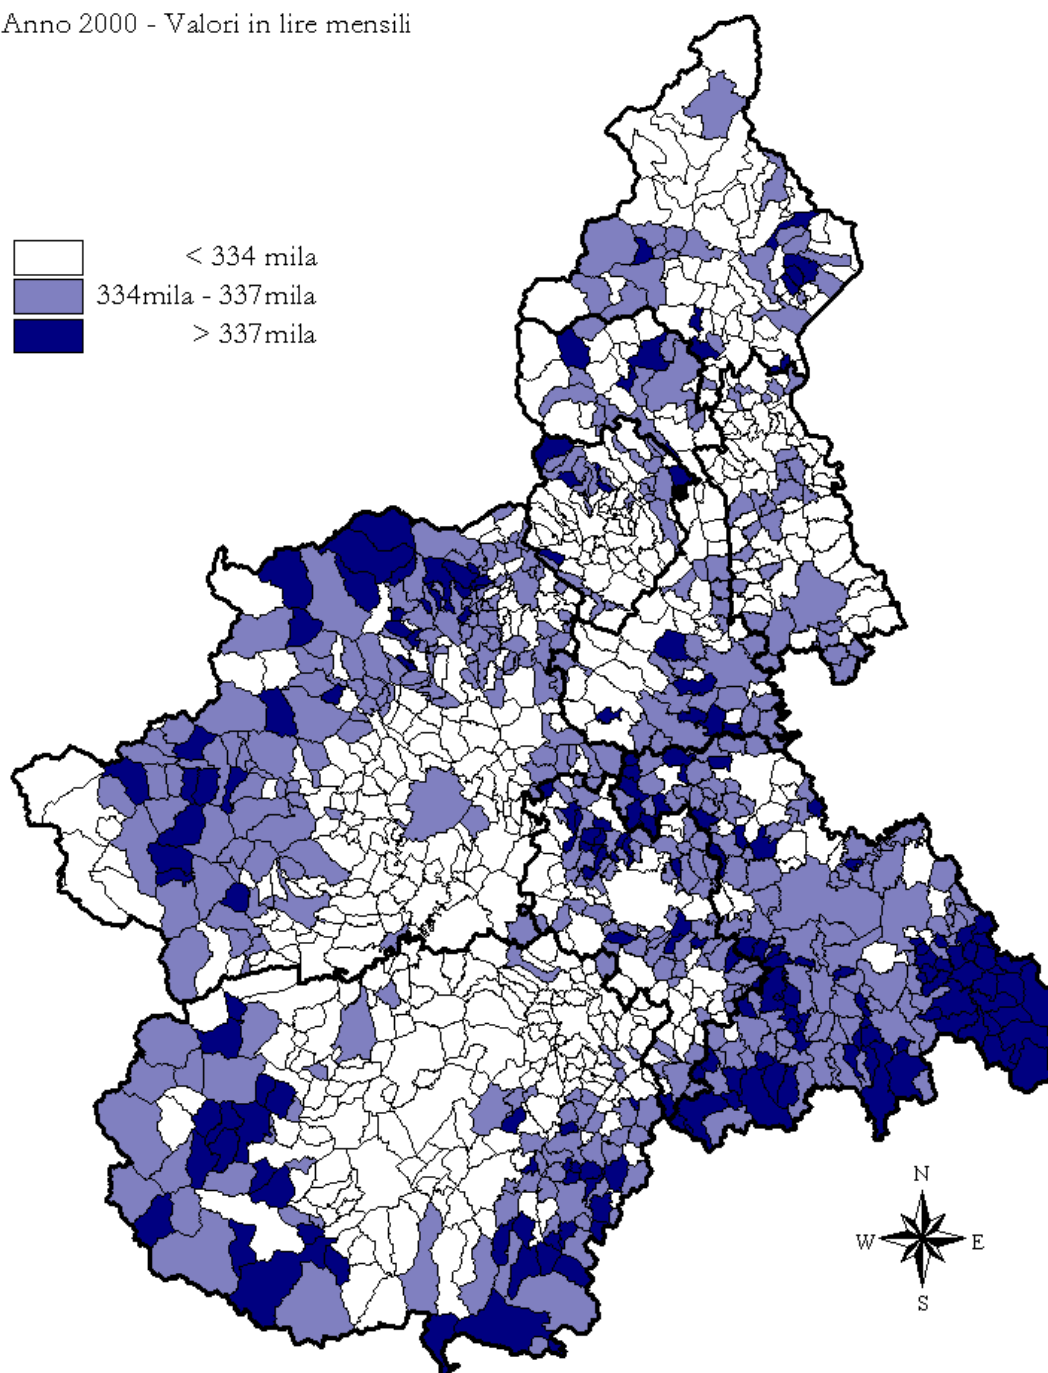 Anno 2000 - Valori in lire mensili
< 334 mila
334mila - 337mila
> 337mila
N
W E
S